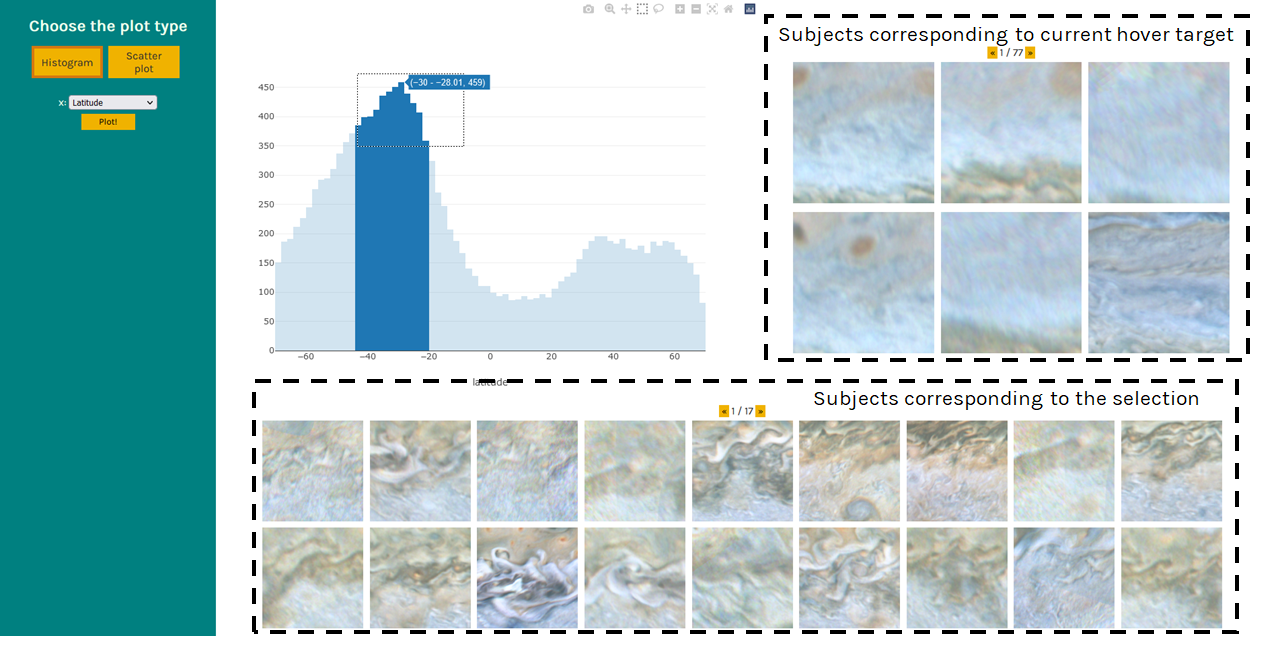 Choose the plot type
Histogram
Scatter
plot
x: Latitude
Plot!
450
400
350
300
250
200
150
100
50
0
(−30 - −28.01, 459)
−60 −40 −20 0 20 40 60
latitude
Subjects corresponding to current hover target
« 1 / 77 »
Subjects corresponding to the selection
« 1 / 17 »